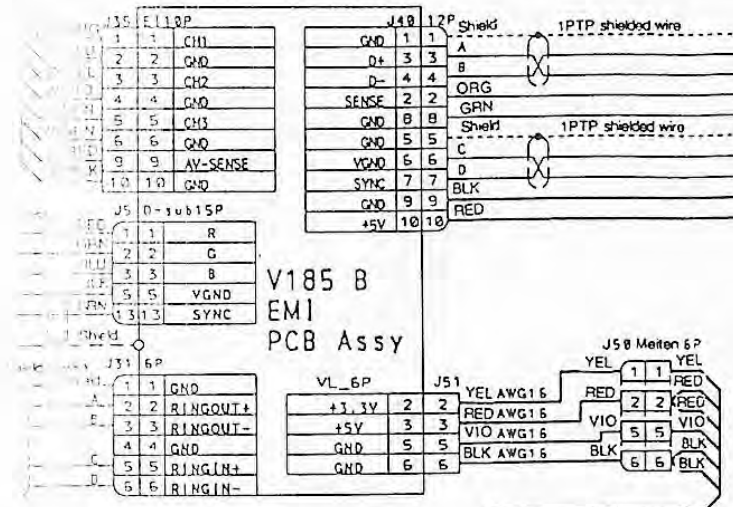 J35 EI10P
1 1 CH1
2 2 GND
3 3 CH2
4 4 GND
5 5 CH3
6 6 GND
9 9 AV-SENSE
10 10 GND
J5 D-sub15P
RED 1 1 R
GRN 2 2 G
BLU 3 3 B
5 5 VGND
13 13 SYNC
Shield
J31 6P
1 1 GND
A 2 2 RINGOUT+
B 3 3 RINGOUT-
4 4 GND
C 5 5 RINGIN+
D 6 6 RINGIN-
V185 B
EMI
PCB Assy
J40 12P
GND 1 1 Shield 1PTP shielded wire
D+ 3 3 A
D- 4 4 B
SENSE 2 2 ORG
GND 8 8 GRN
Shield 1PTP shielded wire
GND 5 5
VGND 6 6 C
SYNC 7 7 D
GND 9 9 BLK
+5V 10 10 RED
VL_6P J51
+3.3V 2 2 YEL AWG16
+5V 3 3 RED AWG16
GND 5 5 VIO AWG16
GND 6 6 BLK AWG16
J50 Meiten 6P
YEL 1 1 YEL
RED
RED 2 2 RED
VIO 5 5 VIO
BLK
BLK 6 6 BLK